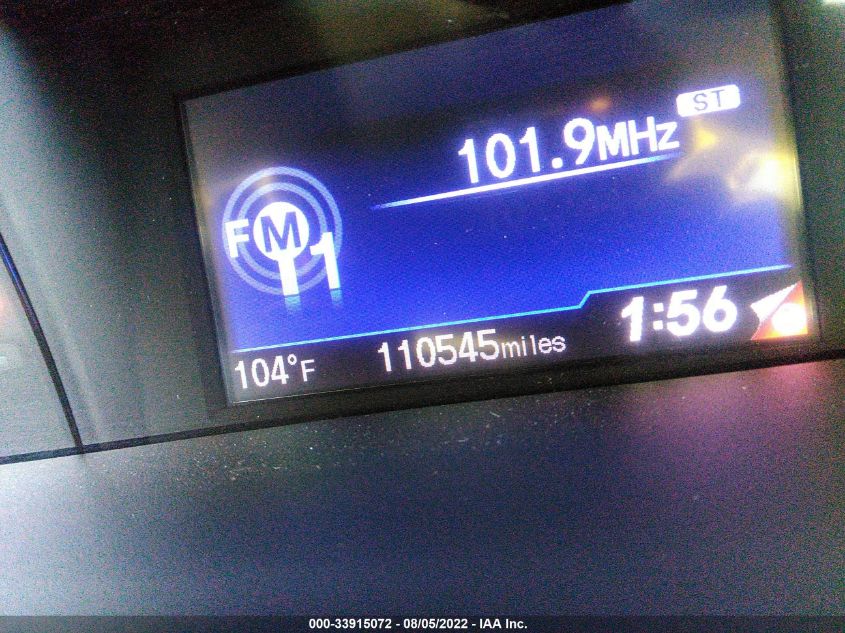 ST
101.9MHz
FM
1
104°F 110545miles 1:56
000-33915072 - 08/05/2022 - IAA Inc.